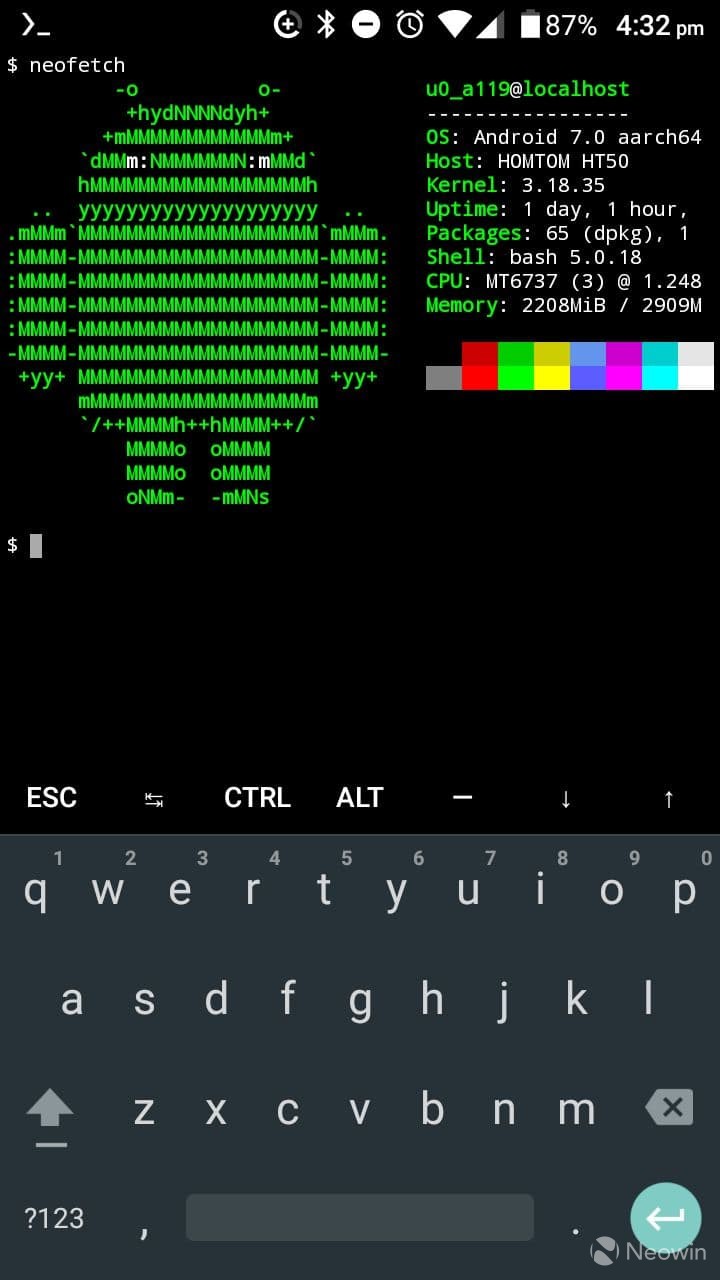 87% 4:32 pm
$ neofetch
-o          o-
+hydNNNNdyh+
+mMMMMMMMMMMMMm+
`dMMm:NMMMMMMN:mMMd`
hMMMMMMMMMMMMMMMMMMh
..  yyyyyyyyyyyyyyyyyyyy  ..
.mMMm`MMMMMMMMMMMMMMMMMMMM`mMMm.
:MMMM-MMMMMMMMMMMMMMMMMMMM-MMMM:
:MMMM-MMMMMMMMMMMMMMMMMMMM-MMMM:
:MMMM-MMMMMMMMMMMMMMMMMMMM-MMMM:
:MMMM-MMMMMMMMMMMMMMMMMMMM-MMMM:
-MMMM-MMMMMMMMMMMMMMMMMMMM-MMMM-
+yy+ MMMMMMMMMMMMMMMMMMMM +yy+
mMMMMMMMMMMMMMMMMMMm
`/++MMMMh++hMMMM++/`
MMMMo  oMMMM
MMMMo  oMMMM
oNMm-  -mMNs
u0_a119@localhost
-----------------
OS: Android 7.0 aarch64
Host: HOMTOM HT50
Kernel: 3.18.35
Uptime: 1 day, 1 hour,
Packages: 65 (dpkg), 1
Shell: bash 5.0.18
CPU: MT6737 (3) @ 1.248
Memory: 2208MiB / 2909M
$
ESC ↹ CTRL ALT — ↓ ↑
1 2 3 4 5 6 7 8 9 0
q w e r t y u i o p
a s d f g h j k l
z x c v b n m
?123 , .
Neowin